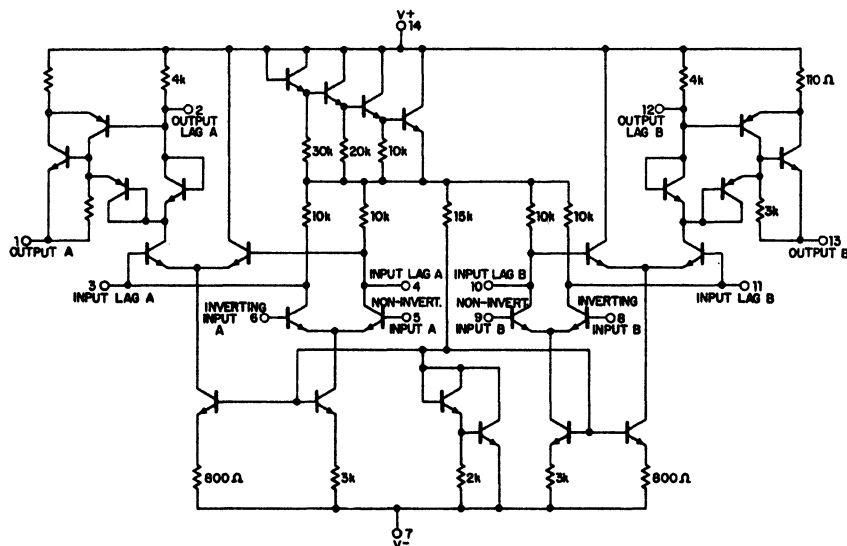 V+
14
4k
2
OUTPUT
LAG A
4k
110 Ω
12
OUTPUT
LAG B
30k
20k
10k
3k
10k
10k
15k
10k
10k
1
OUTPUT A
13
OUTPUT B
3
INPUT LAG A
INPUT LAG A
4
INPUT LAG B
10
11
INPUT LAG B
INVERTING
INPUT
A
6
NON-INVERT.
5
INPUT A
NON-INVERT.
9
INPUT B
INVERTING
8
INPUT B
800 Ω
3k
2k
3k
800 Ω
7
V-